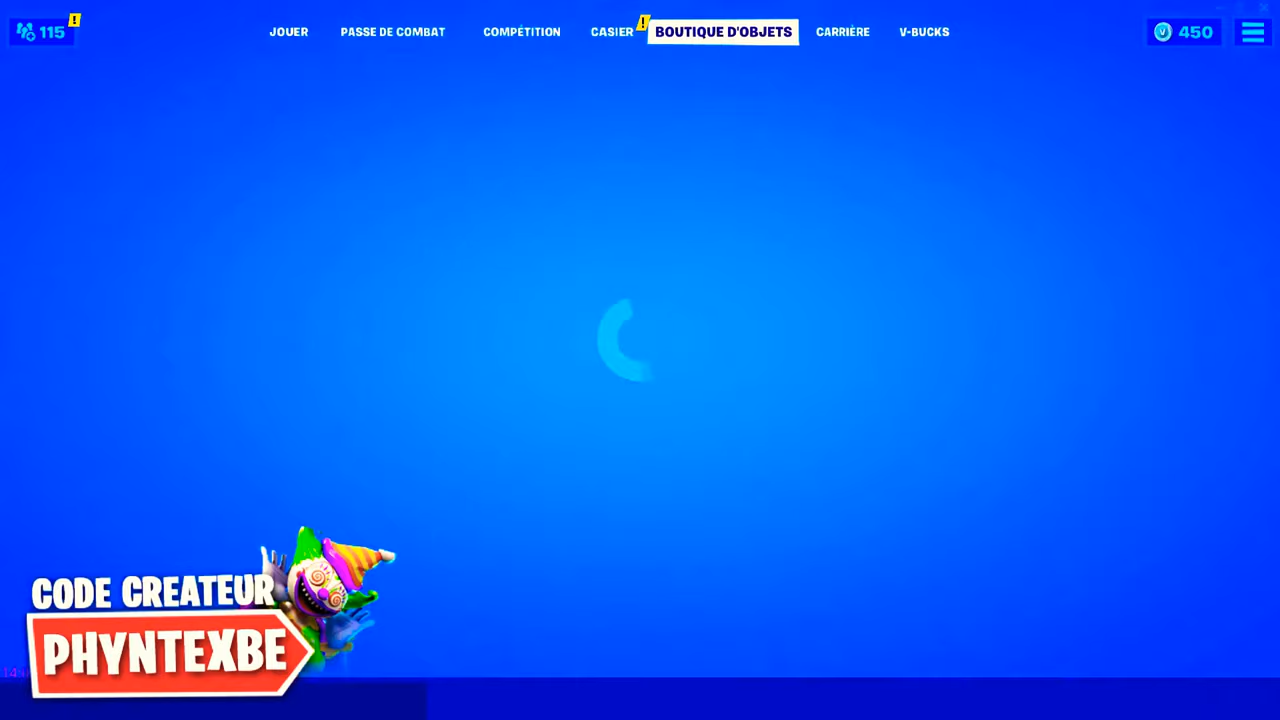 115
!
JOUER
PASSE DE COMBAT
COMPÉTITION
CASIER
!
BOUTIQUE D'OBJETS
CARRIÈRE
V-BUCKS
V
450
CODE CREATEUR
PHYNTEXBE